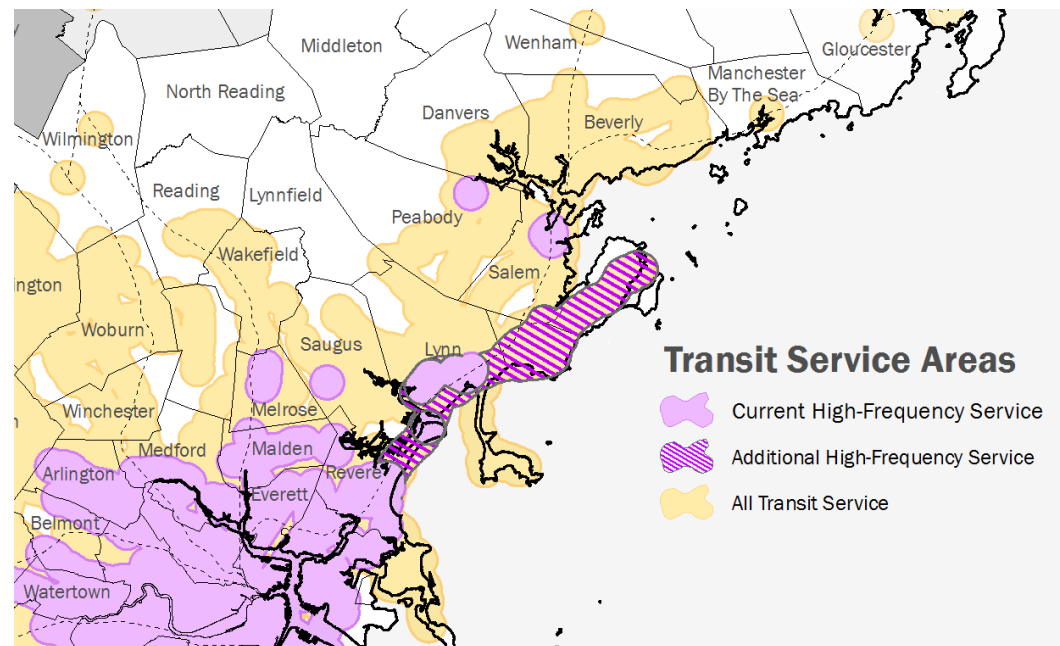 Middleton
Wenham
Gloucester
Manchester
By The Sea
North Reading
Danvers
Beverly
Wilmington
Reading
Lynnfield
Peabody
Wakefield
Salem
ington
Woburn
Saugus
Lynn
Transit Service Areas
Winchester
Melrose
Current High-Frequency Service
Medford
Malden
Additional High-Frequency Service
Arlington
Revere
Everett
All Transit Service
Belmont
Watertown